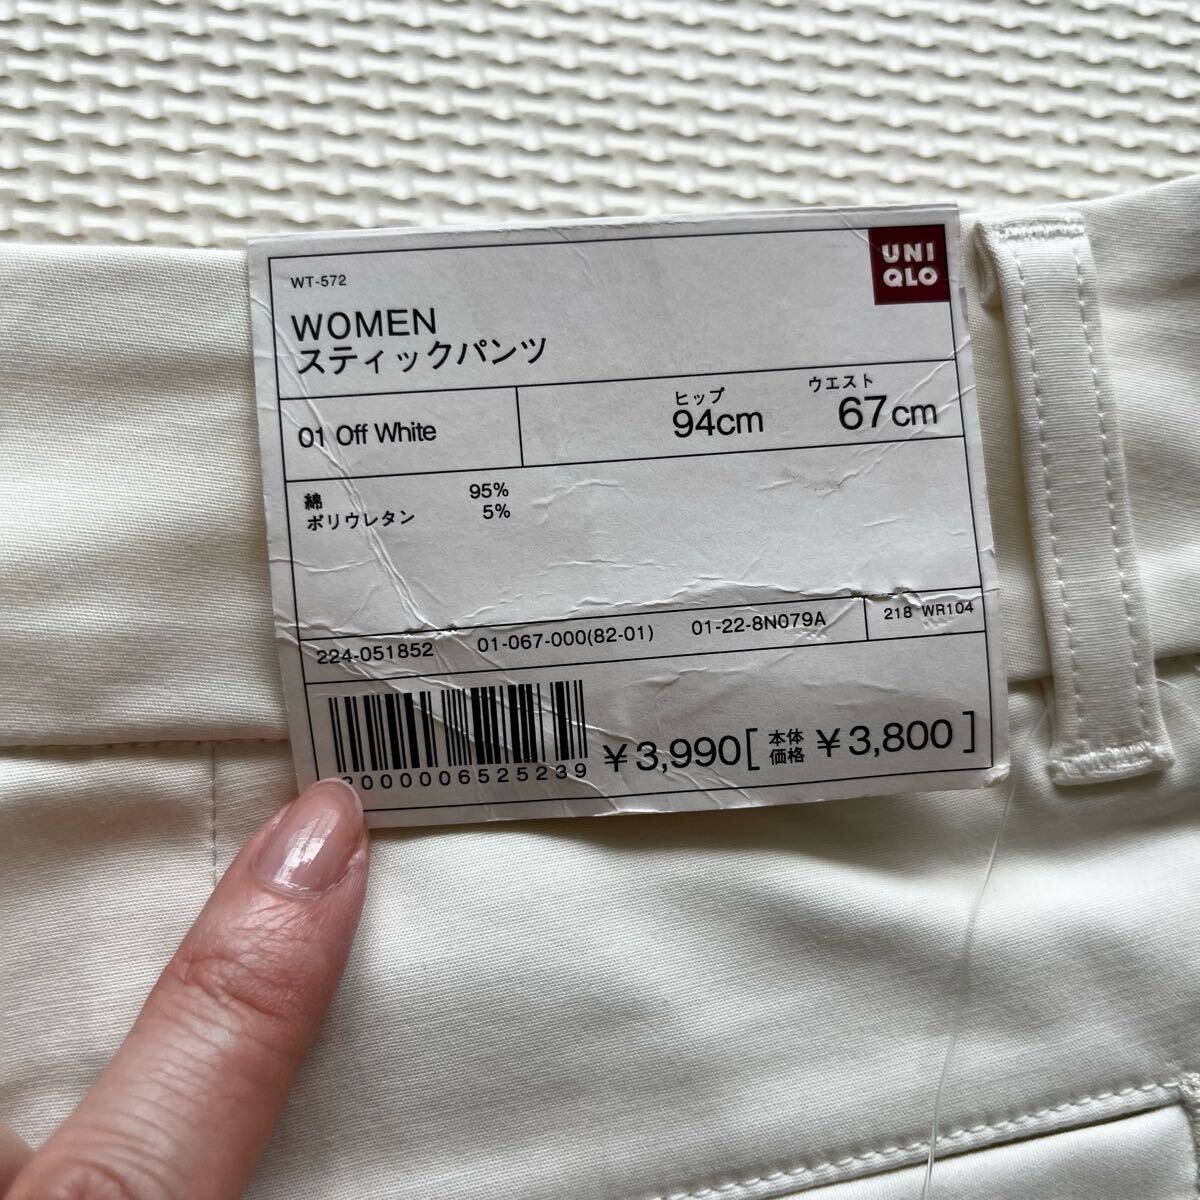 WT-572
UNI
QLO
WOMEN
スティックパンツ
01 Off White
ヒップ
94cm
ウエスト
67cm
綿 95%
ポリウレタン 5%
224-051852 01-067-000(82-01) 01-22-8N079A 218 WR104
2000006525239
¥3,990[本体価格 ¥3,800]